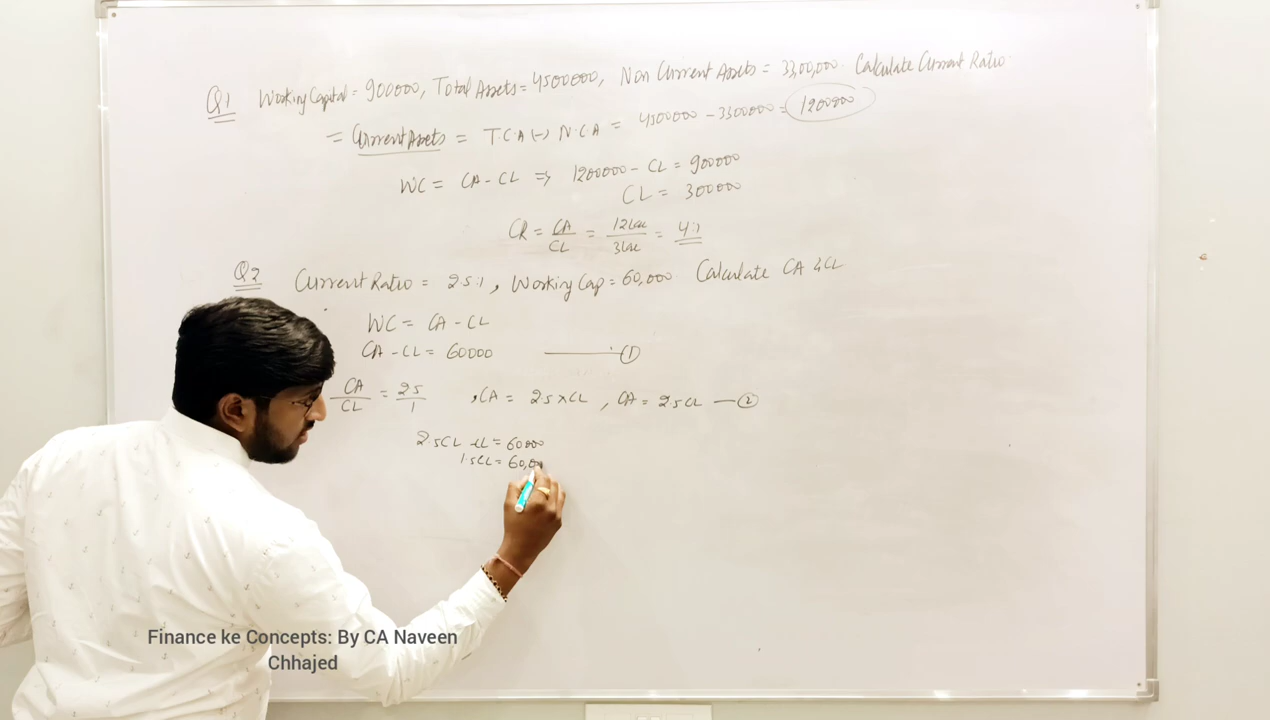 Q1 Working Capital = 900000, Total Assets = 4500000, Non Current Assets = 33,00,000. Calculate Current Ratio
= Current Assets = T.C.A (-) N.C.A = 4500000 - 3300000 = 1200000
WC = CA - CL => 1200000 - CL = 900000
CL = 300000
CR = CA/CL = 12Lac/3Lac = 4:1
Q2 Current Ratio = 2.5:1, Working Cap = 60,000. Calculate CA & CL
WC = CA - CL
CA - CL = 60000 ——— ①
CA/CL = 2.5/1 , CA = 2.5 x CL , CA = 2.5CL — ②
2.5CL - CL = 60000
1.5CL = 60,000
Finance ke Concepts: By CA Naveen
Chhajed